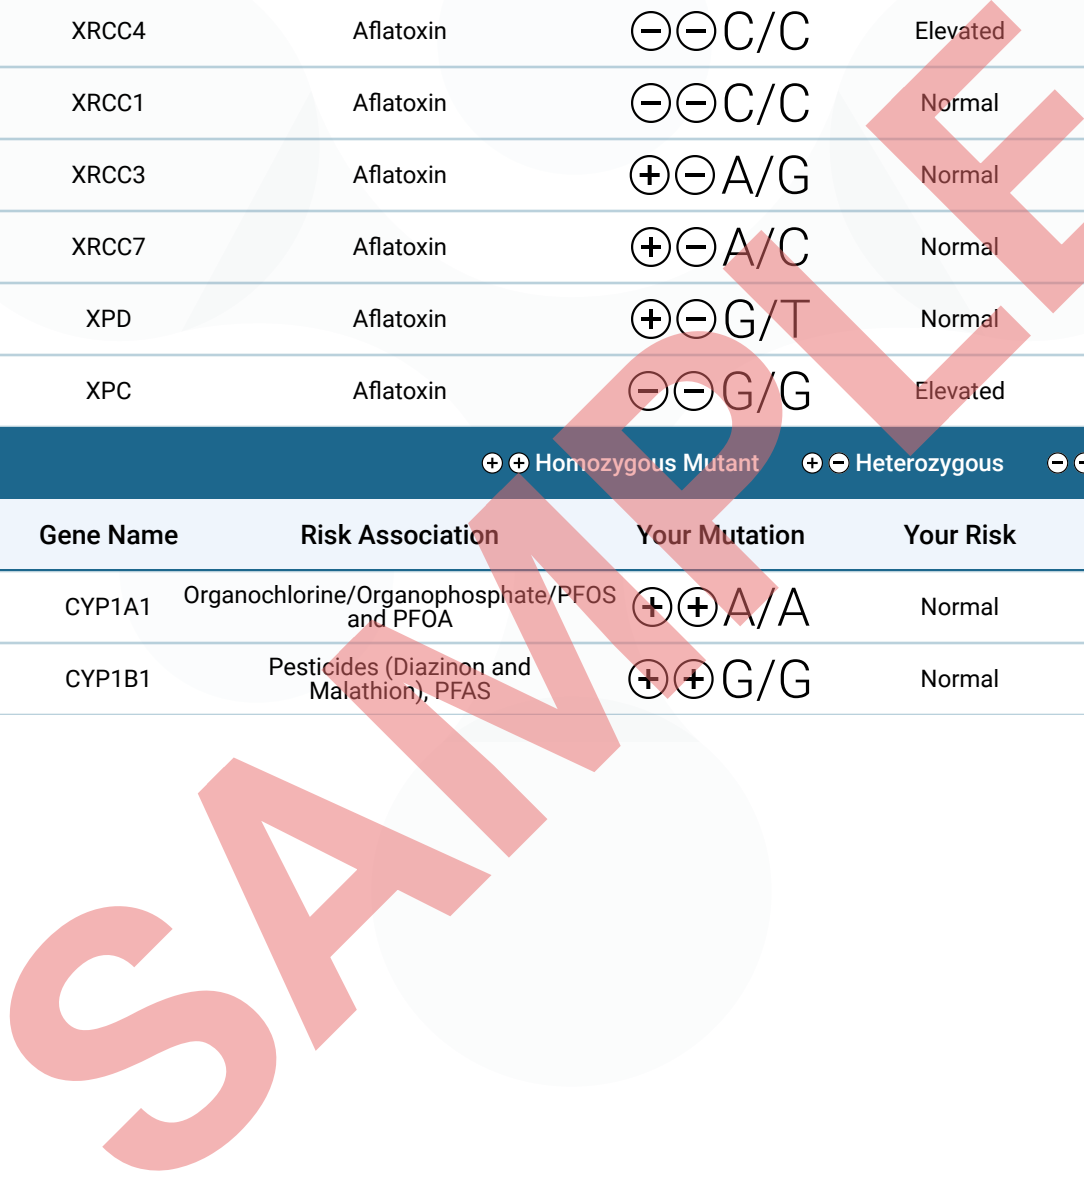 XRCC4 Aflatoxin ⊖⊖C/C Elevated
XRCC1 Aflatoxin ⊖⊖C/C Normal
XRCC3 Aflatoxin ⊕⊖A/G Normal
XRCC7 Aflatoxin ⊕⊖A/C Normal
XPD Aflatoxin ⊕⊖G/T Normal
XPC Aflatoxin ⊖⊖G/G Elevated
⊕⊕ Homozygous Mutant ⊕⊖ Heterozygous ⊖⊖
Gene Name Risk Association Your Mutation Your Risk
CYP1A1 Organochlorine/Organophosphate/PFOS ⊕⊕A/A Normal
and PFOA
CYP1B1 Pesticides (Diazinon and ⊕⊕G/G Normal
Malathion), PFAS
SAMPLE